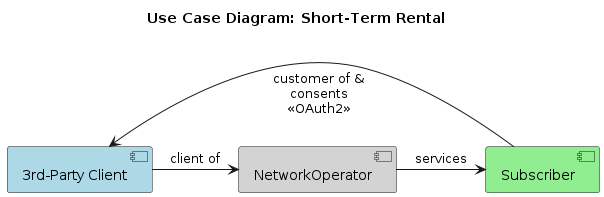 Use Case Diagram: Short-Term Rental
customer of &
consents
«OAuth2»
3rd-Party Client
client of
NetworkOperator
services
Subscriber